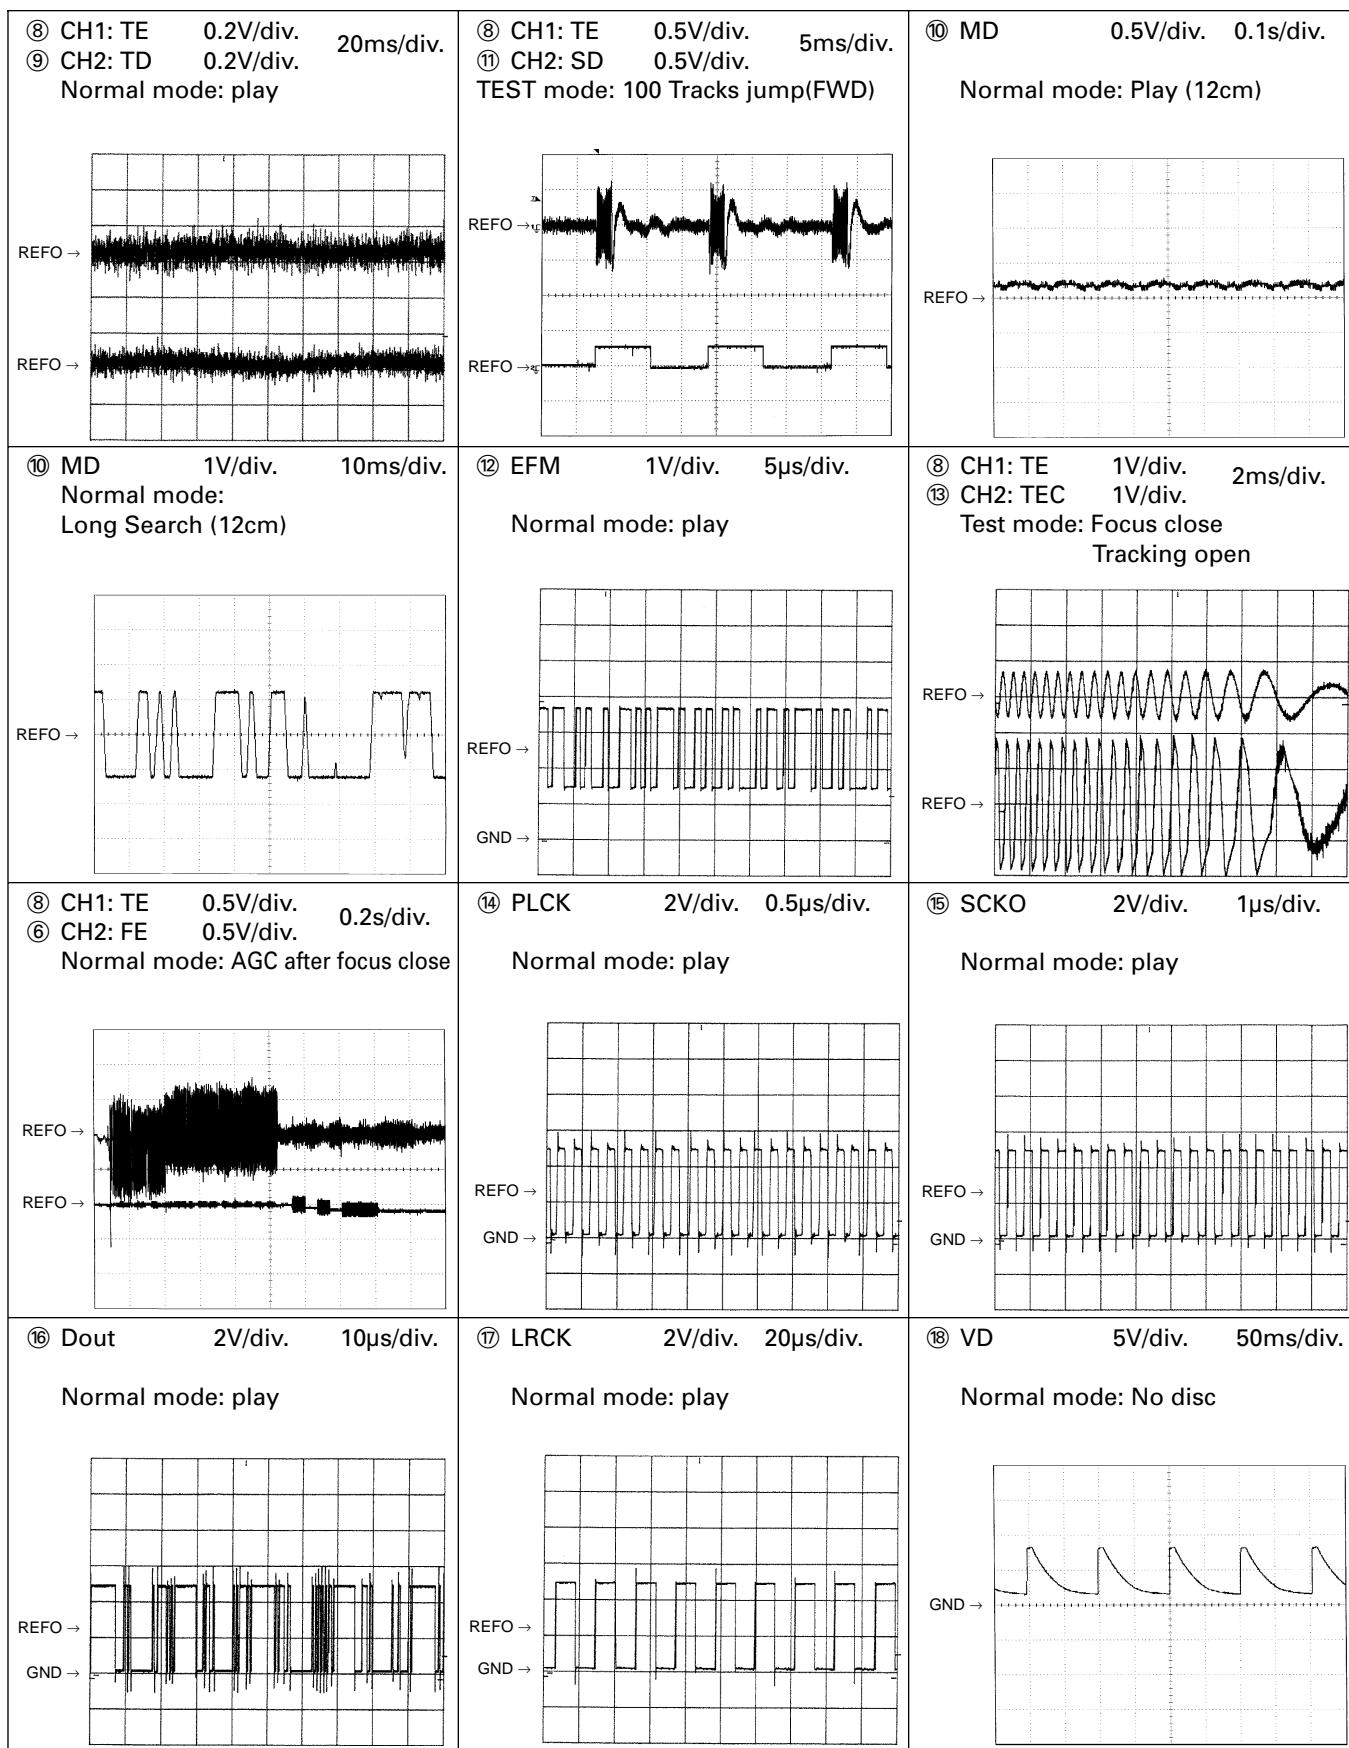 ⑧ CH1: TE 0.2V/div. 20ms/div.
⑨ CH2: TD 0.2V/div.
Normal mode: play
REFO →
REFO →
⑧ CH1: TE 0.5V/div. 5ms/div.
⑪ CH2: SD 0.5V/div.
TEST mode: 100 Tracks jump(FWD)
REFO →
REFO →
⑩ MD 0.5V/div. 0.1s/div.
Normal mode: Play (12cm)
REFO →
⑩ MD 1V/div. 10ms/div.
Normal mode:
Long Search (12cm)
REFO →
⑫ EFM 1V/div. 5µs/div.
Normal mode: play
REFO →
GND →
⑧ CH1: TE 1V/div. 2ms/div.
⑬ CH2: TEC 1V/div.
Test mode: Focus close
Tracking open
REFO →
REFO →
⑧ CH1: TE 0.5V/div. 0.2s/div.
⑥ CH2: FE 0.5V/div.
Normal mode: AGC after focus close
REFO →
REFO →
⑭ PLCK 2V/div. 0.5µs/div.
Normal mode: play
REFO →
GND →
⑮ SCKO 2V/div. 1µs/div.
Normal mode: play
REFO →
GND →
⑯ Dout 2V/div. 10µs/div.
Normal mode: play
REFO →
GND →
⑰ LRCK 2V/div. 20µs/div.
Normal mode: play
REFO →
GND →
⑱ VD 5V/div. 50ms/div.
Normal mode: No disc
GND →